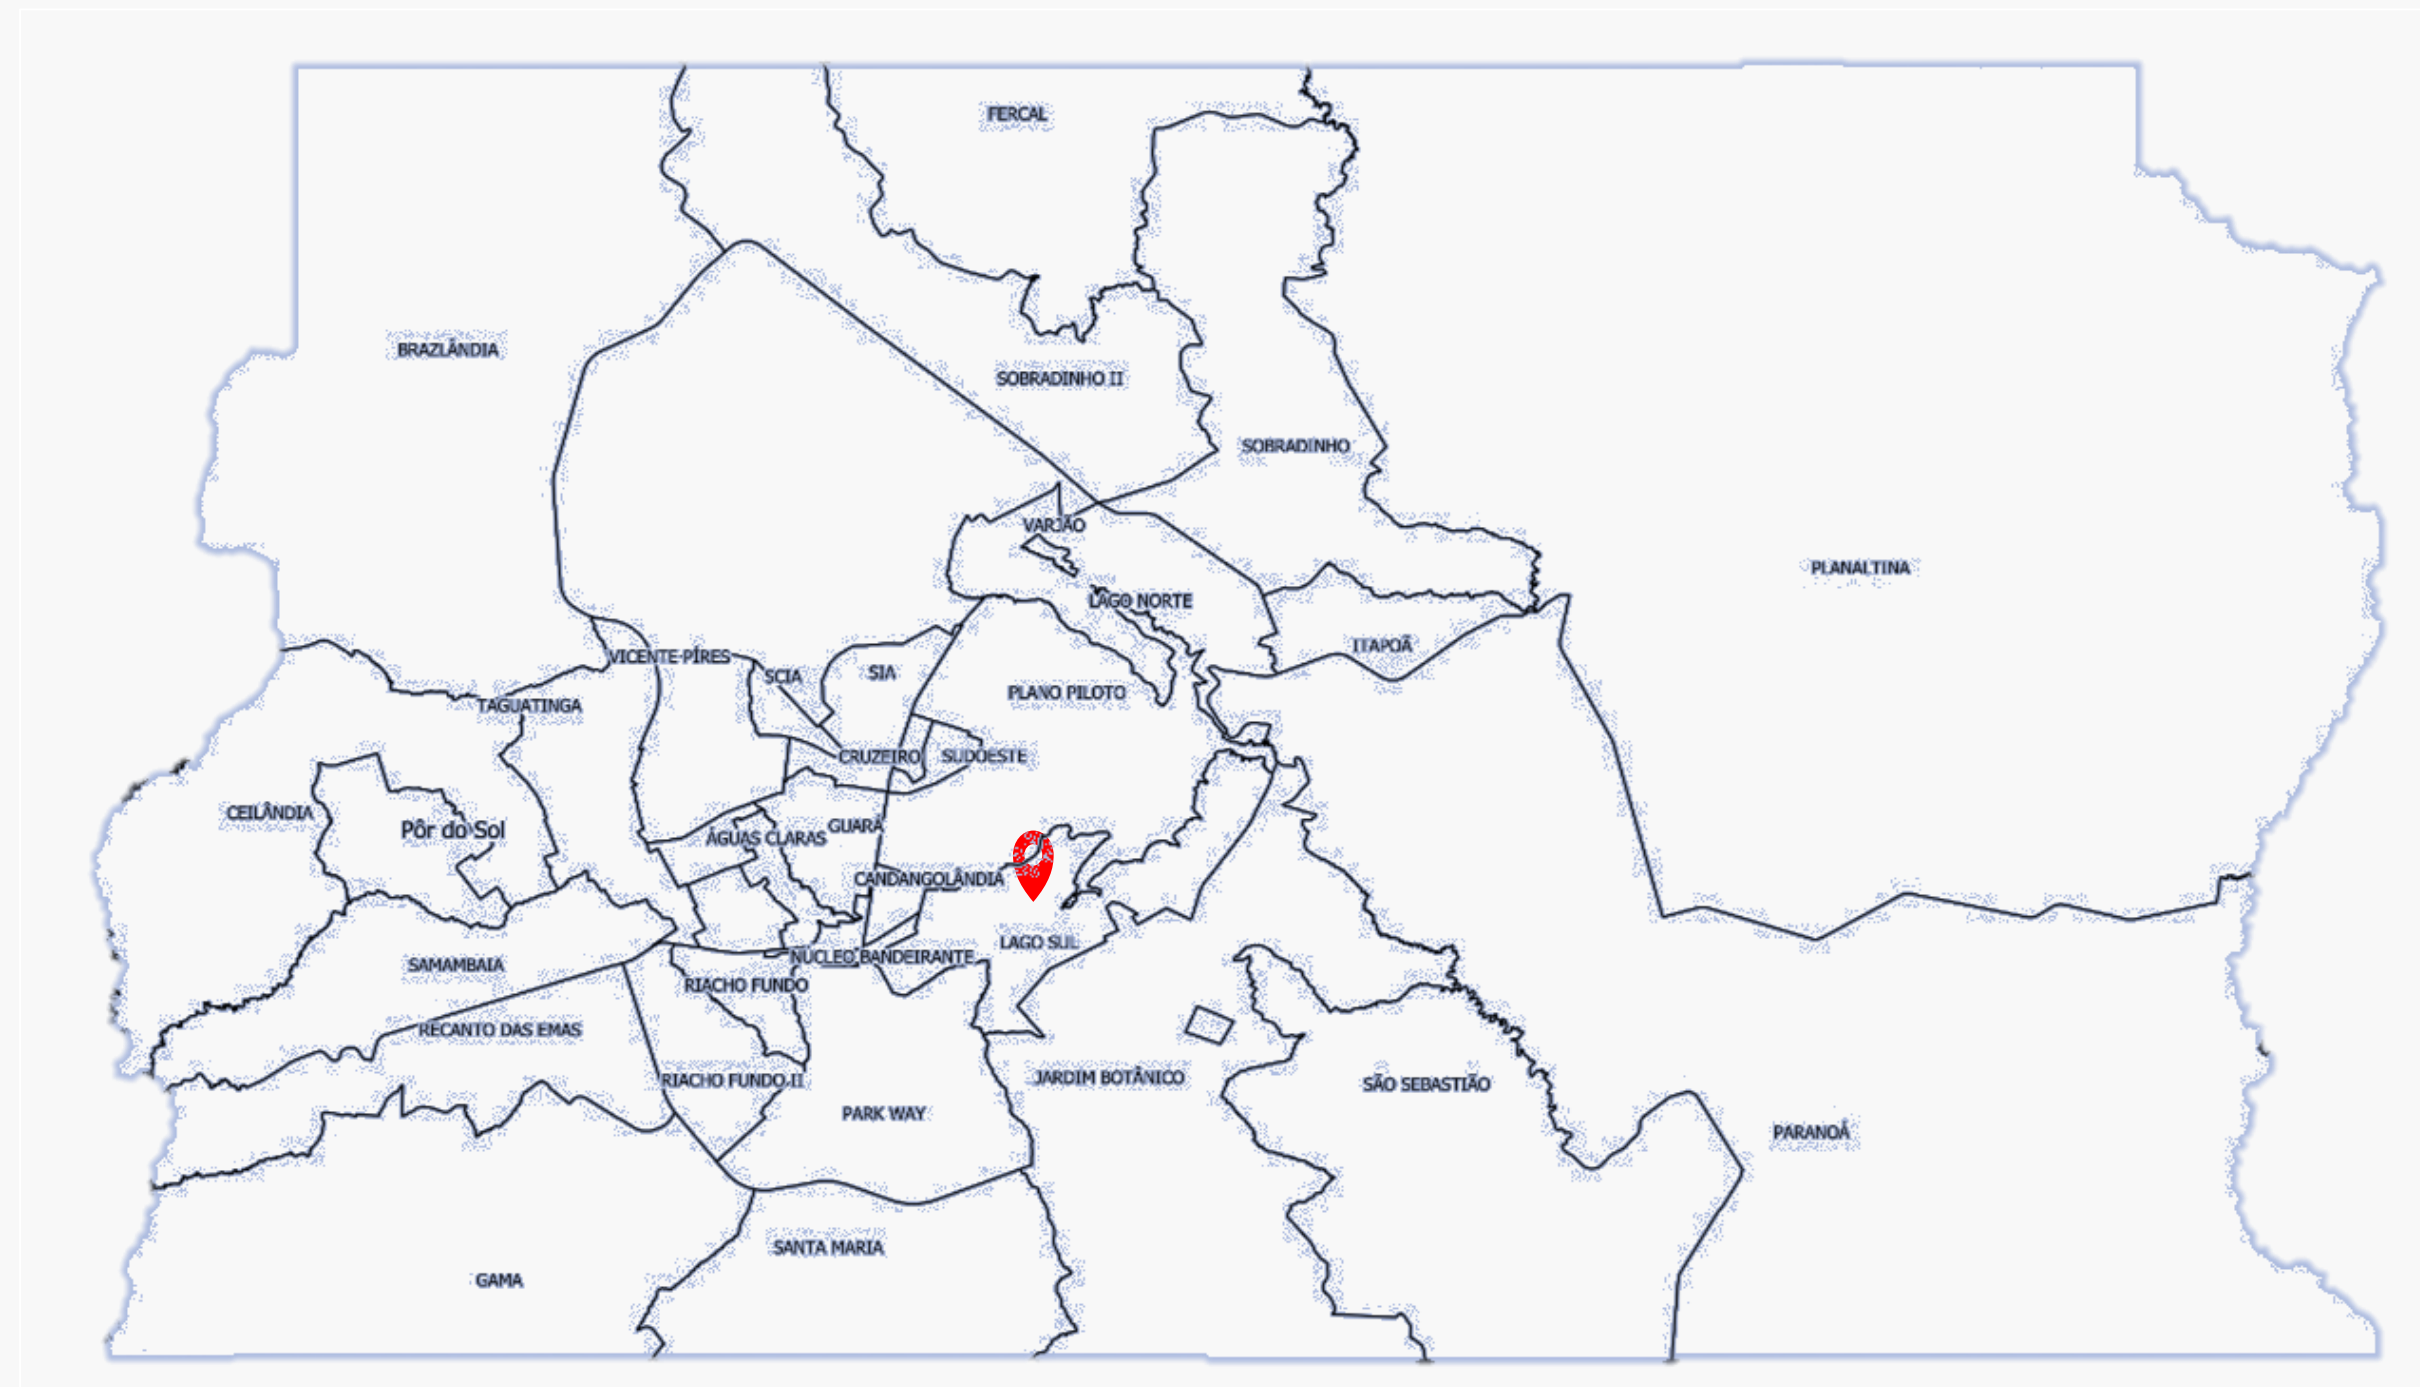 FERCAL
BRAZLÂNDIA
SOBRADINHO II
SOBRADINHO
VARJÃO
PLANALTINA
LAGO NORTE
ITAPOÃ
VICENTE PÍRES
SCIA
SIA
PLANO PILOTO
TAGUATINGA
CRUZEIRO
SUDOESTE
CEILÂNDIA
Pôr do Sol
ÁGUAS CLARAS
GUARÁ
CANDANGOLÂNDIA
LAGO SUL
SAMAMBAIA
NÚCLEO BANDEIRANTE
RIACHO FUNDO
RECANTO DAS EMAS
RIACHO FUNDO II
JARDIM BOTÂNICO
SÃO SEBASTIÃO
PARK WAY
PARANOÁ
SANTA MARIA
GAMA